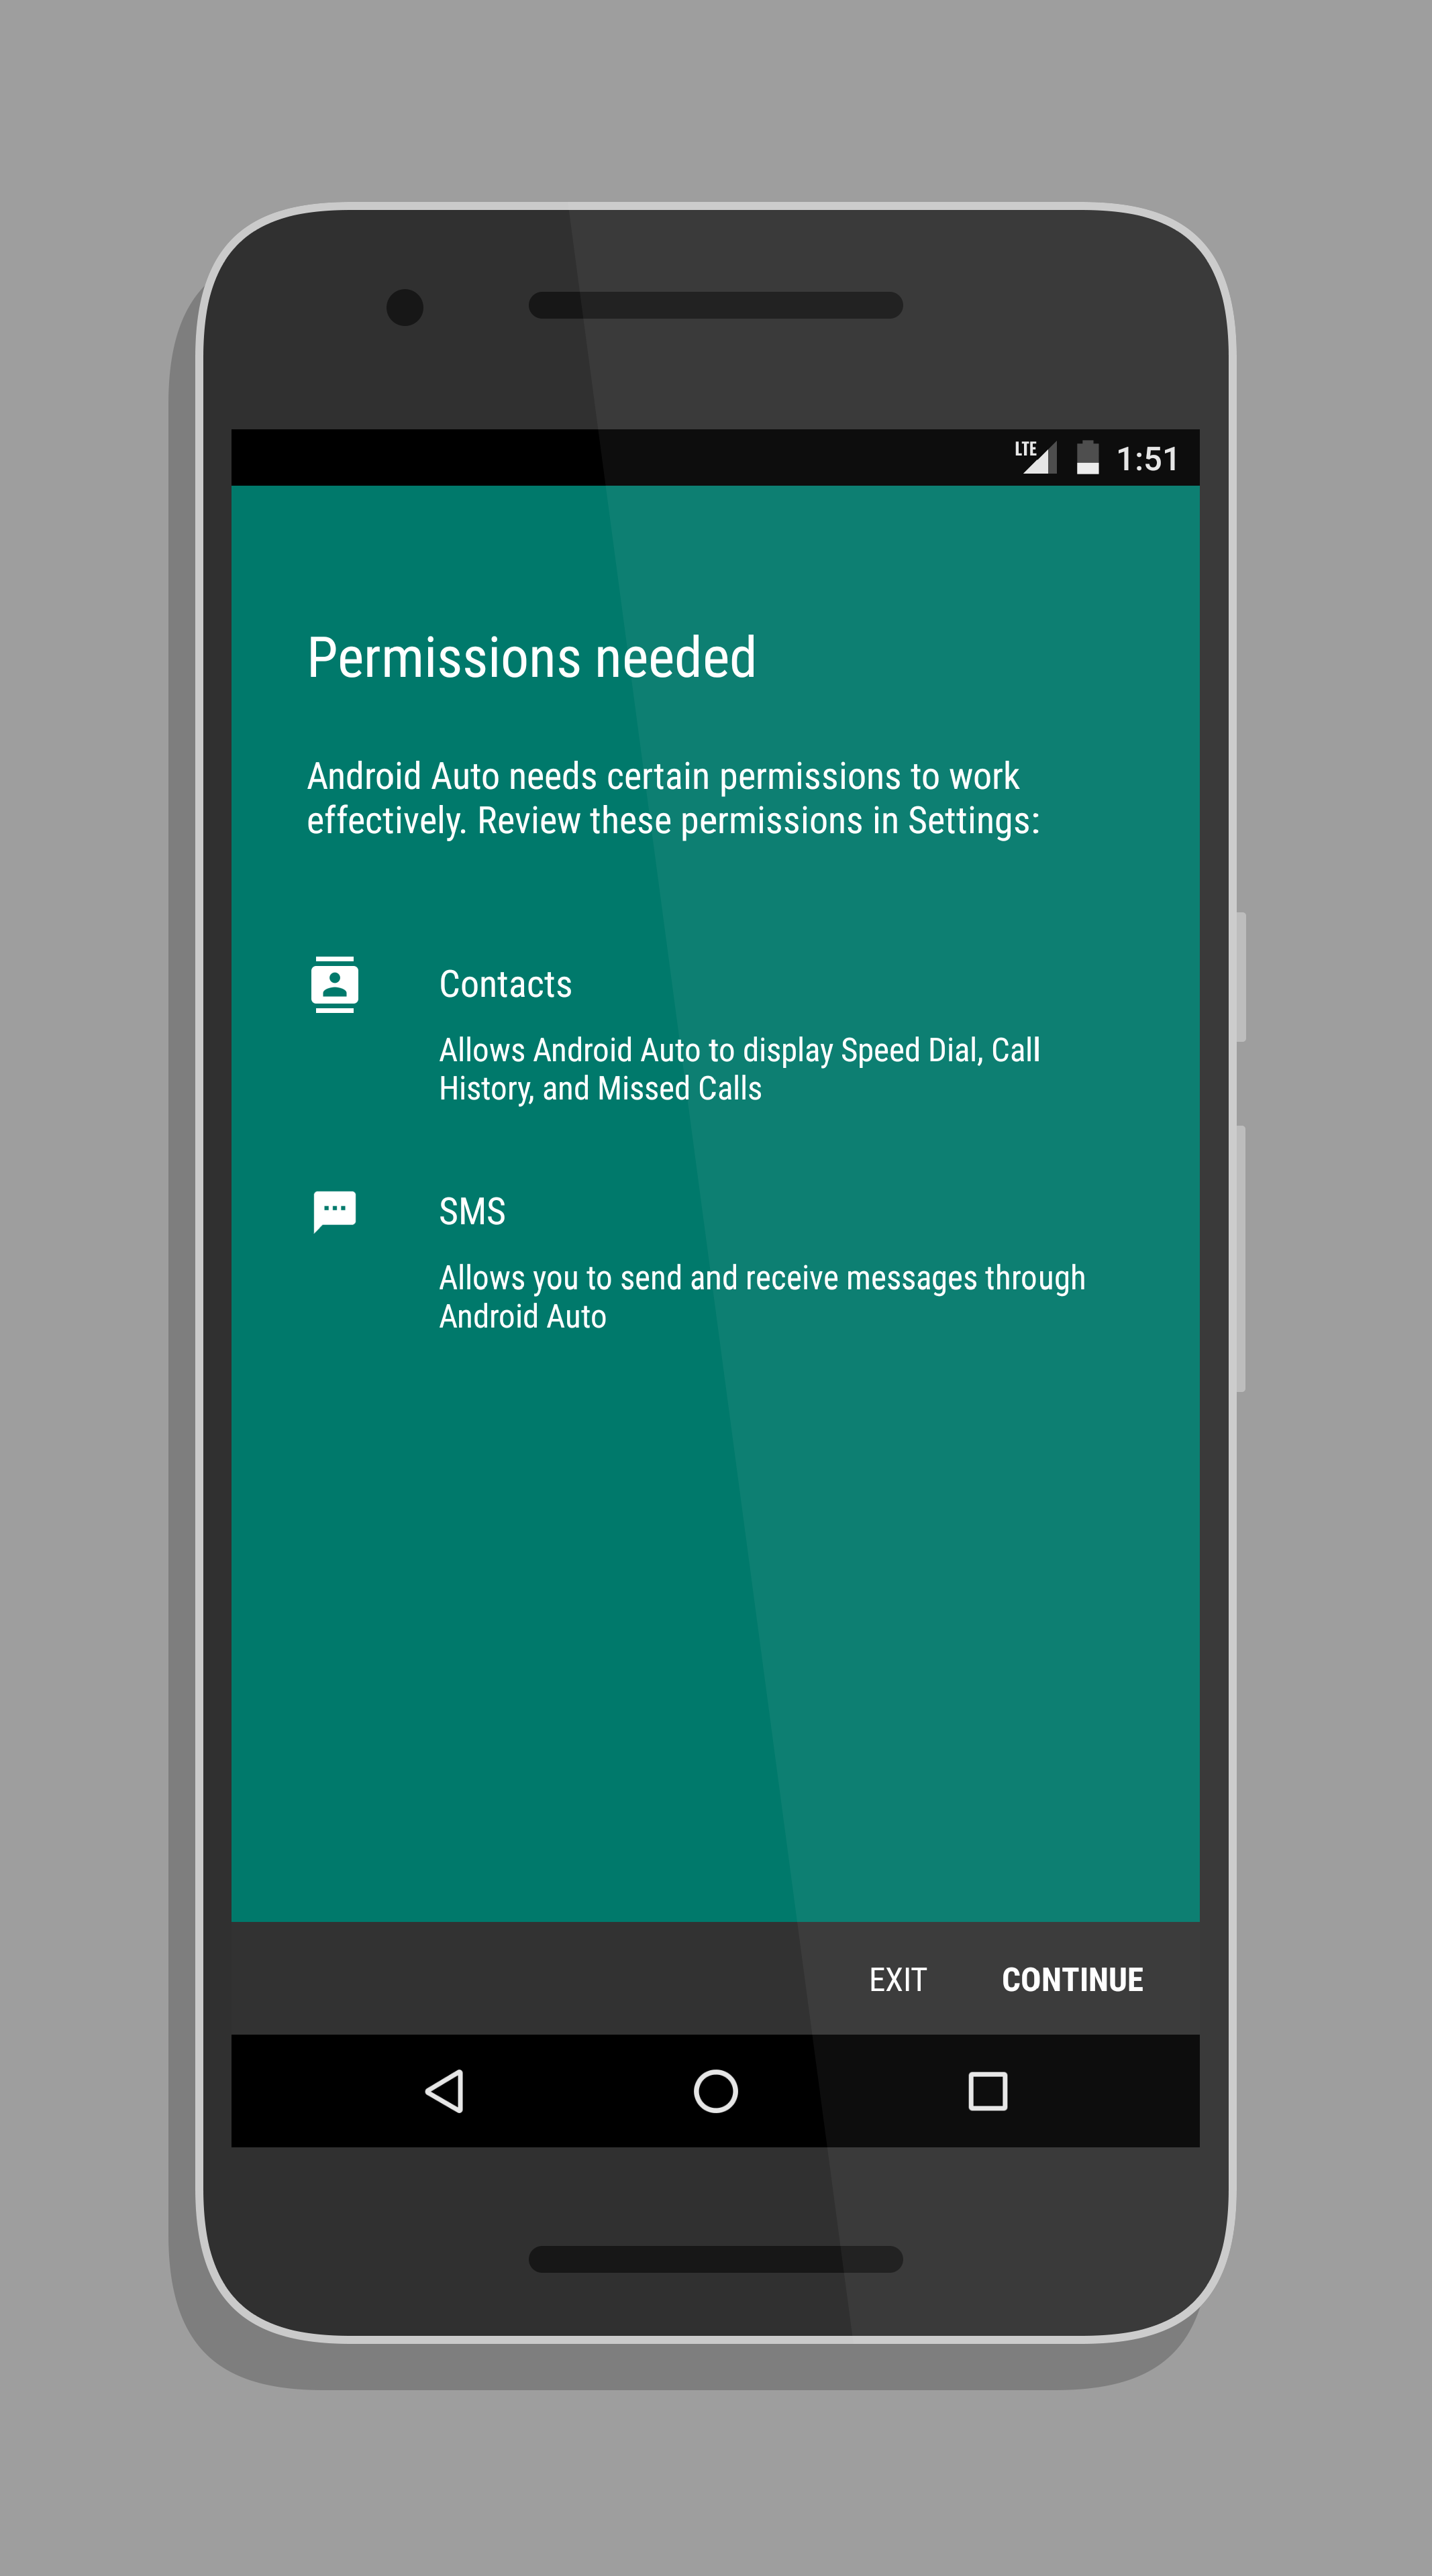 LTE 1:51
Permissions needed
Android Auto needs certain permissions to work
effectively. Review these permissions in Settings:
Contacts
Allows Android Auto to display Speed Dial, Call
History, and Missed Calls
SMS
Allows you to send and receive messages through
Android Auto
EXIT CONTINUE